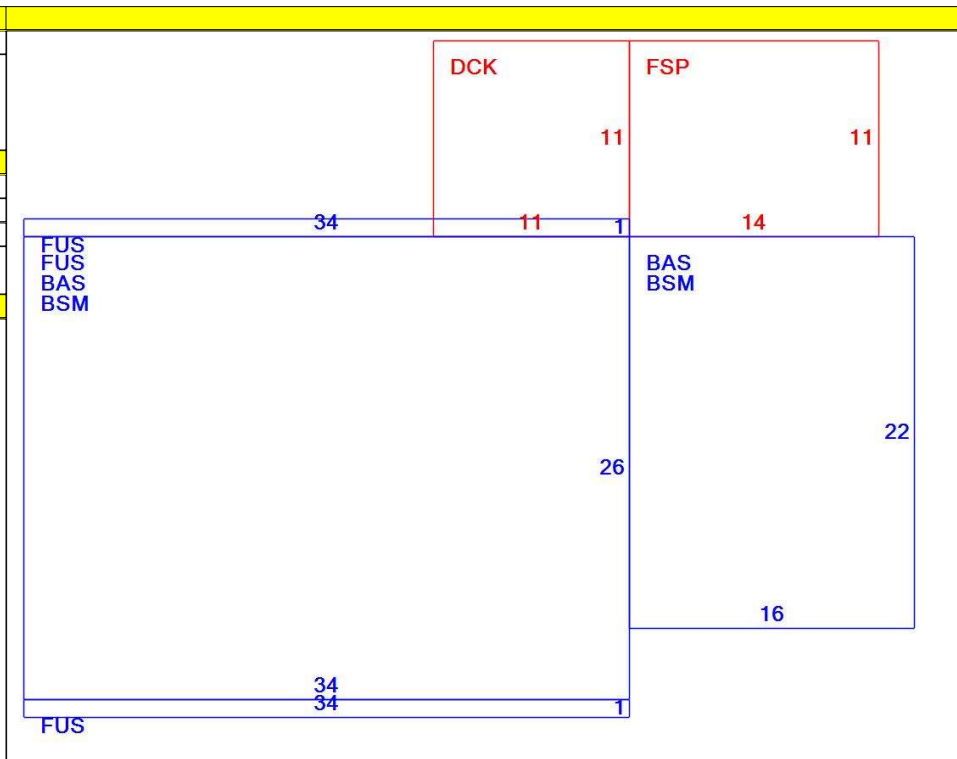 DCK FSP
11 11
34 11 1 14
FUS
FUS BAS
BAS BSM
BSM
22
26
16
34
34 1
FUS